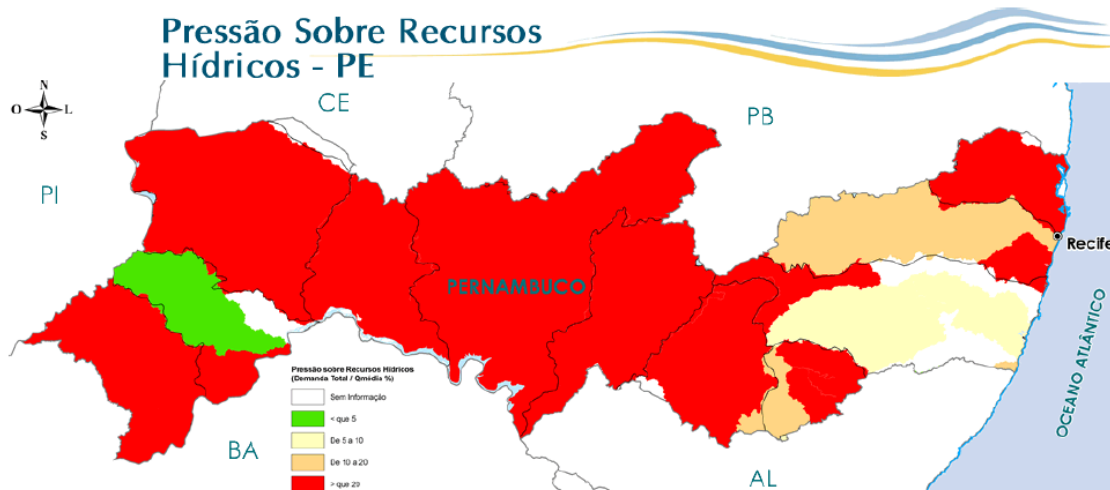 Pressão Sobre Recursos
Hídricos - PE
N
O
L
S
CE
PB
PI
Recife
PERNAMBUCO
OCEANO ATLÂNTICO
Pressão sobre Recursos Hídricos
(Demanda Total / Qmédia %)
Sem Informação
< que 5
De 5 a 10
De 10 a 20
> que 20
BA
AL